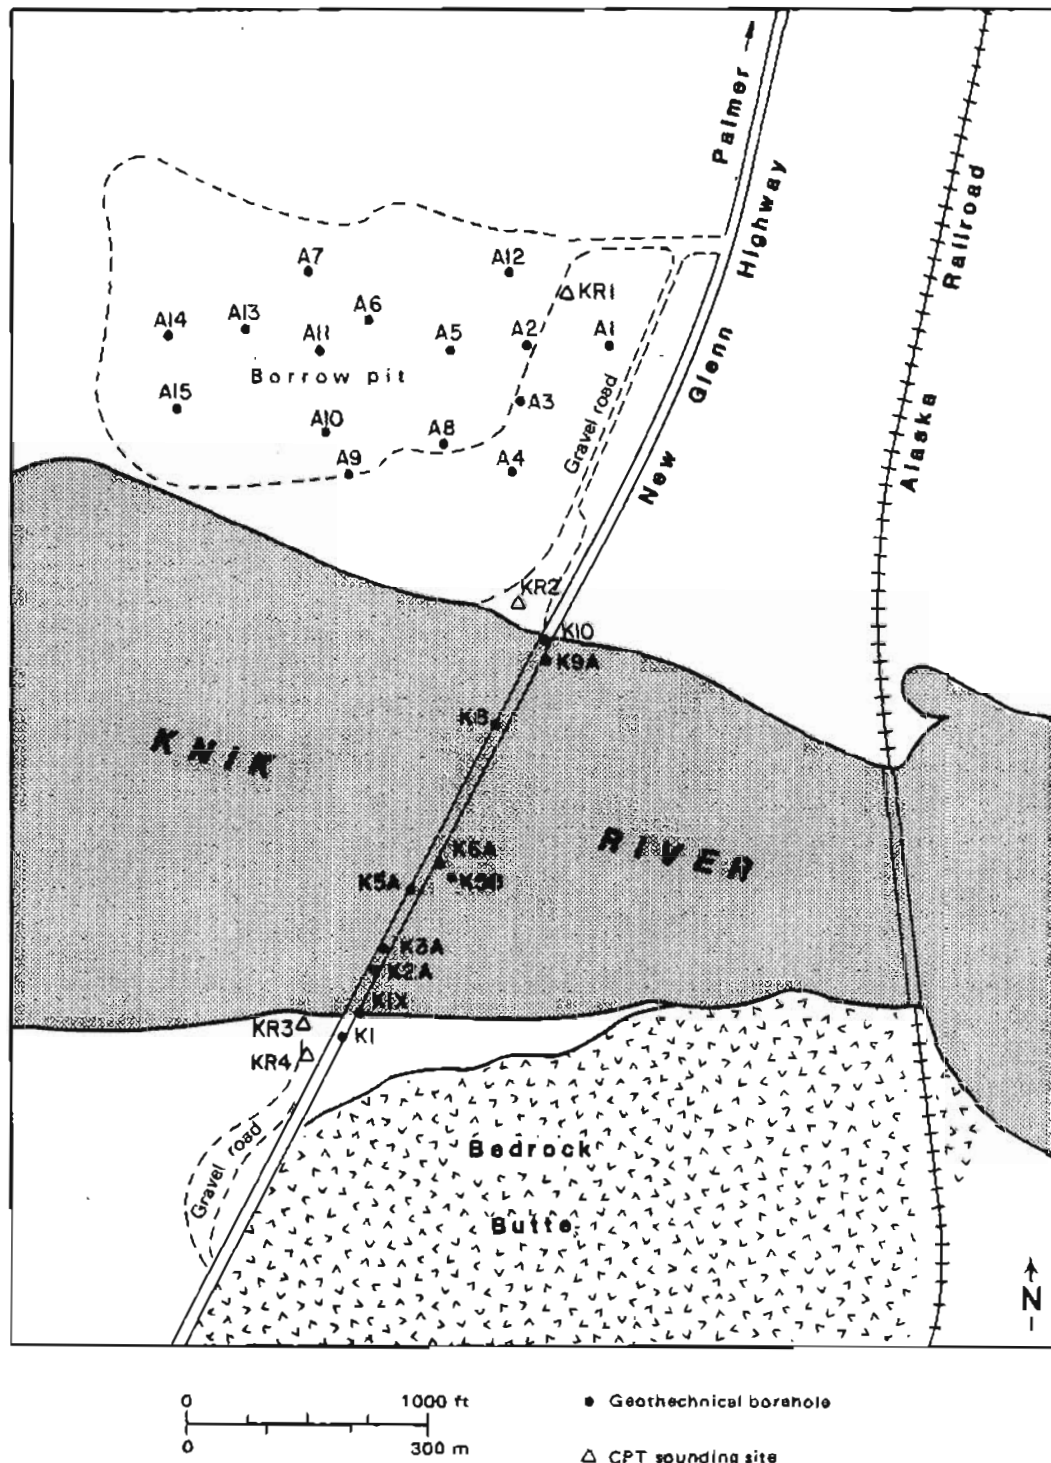 Palmer
New Glenn Highway
Alaska Railroad
A7
A12
KR1
A14
A13
A6
A11
A5
A2
A1
Borrow pit
A15
A10
A8
A3
A9
A4
Gravel road
KR2
K10
K9A
K8
KNIK RIVER
K6A
K5A
K3A
K2A
K1X
KR3
K1
KR4
Gravel road
Bedrock
Butte
N
0 1000 ft
0 300 m
Geothechnical borehole
CPT sounding site